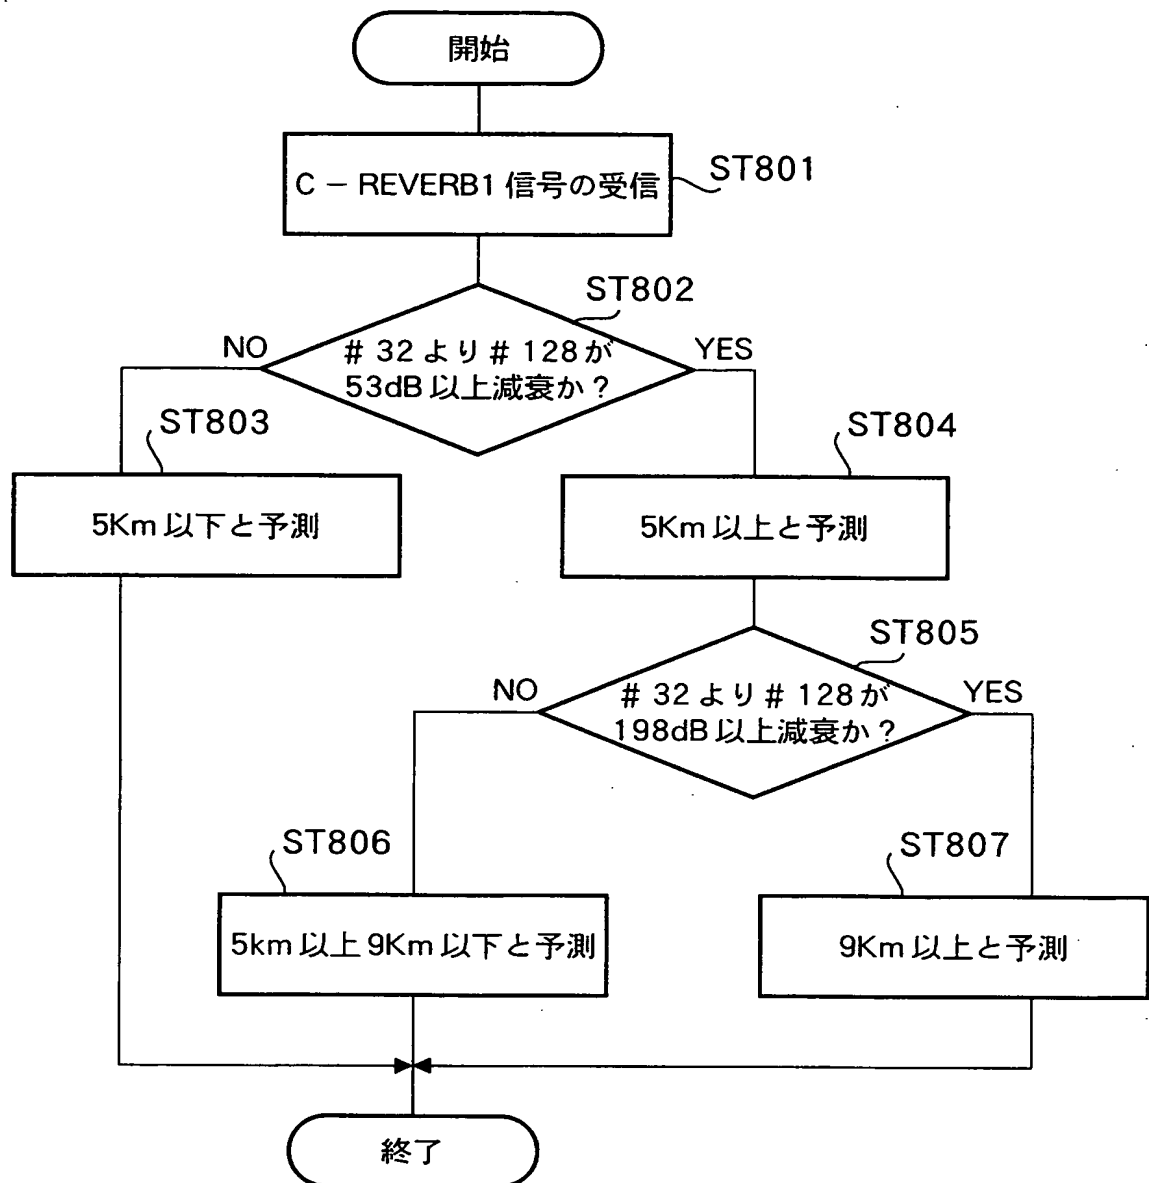 開始
C - REVERB1 信号の受信
ST801
ST802
NO
# 32 より # 128 が
53dB 以上減衰か?
YES
ST803
ST804
5Km 以下と予測
5Km 以上と予測
ST805
NO
# 32 より # 128 が
198dB 以上減衰か?
YES
ST806
ST807
5km 以上 9Km 以下と予測
9Km 以上と予測
終了